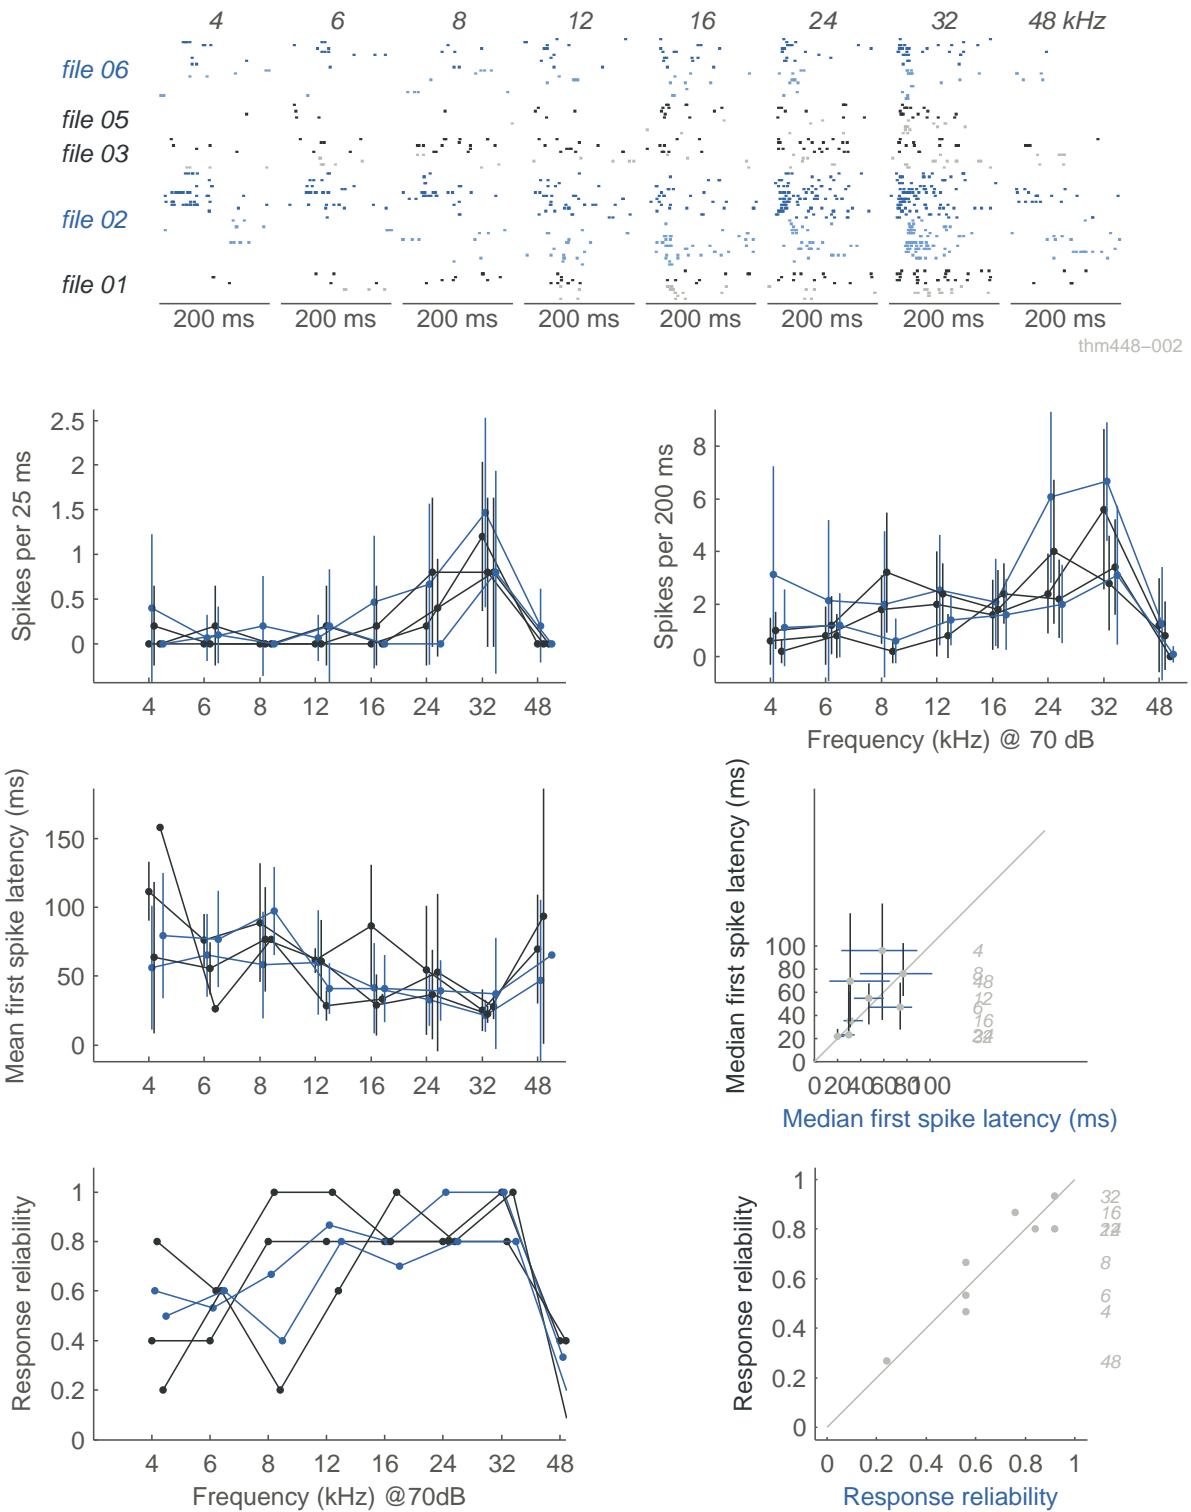 4 6 8 12 16 24 32 48 kHz
file 06
file 05
file 03
file 02
file 01
200 ms 200 ms 200 ms 200 ms 200 ms 200 ms 200 ms 200 ms
thm448−002
Spikes per 25 ms
2.5
2
1.5
1
0.5
0
4 6 8 12 16 24 32 48
Spikes per 200 ms
8
6
4
2
0
4 6 8 12 16 24 32 48
Frequency (kHz) @ 70 dB
Mean first spike latency (ms)
150
100
50
0
4 6 8 12 16 24 32 48
Median first spike latency (ms)
100
80
60
40
20
0
0 20 40 60 80 100
4
8
48
12
6
16
24
32
Median first spike latency (ms)
Response reliability
1
0.8
0.6
0.4
0.2
0
4 6 8 12 16 24 32 48
Frequency (kHz) @70dB
Response reliability
1
0.8
0.6
0.4
0.2
0
0 0.2 0.4 0.6 0.8 1
32
16
24
8
6
4
48
Response reliability